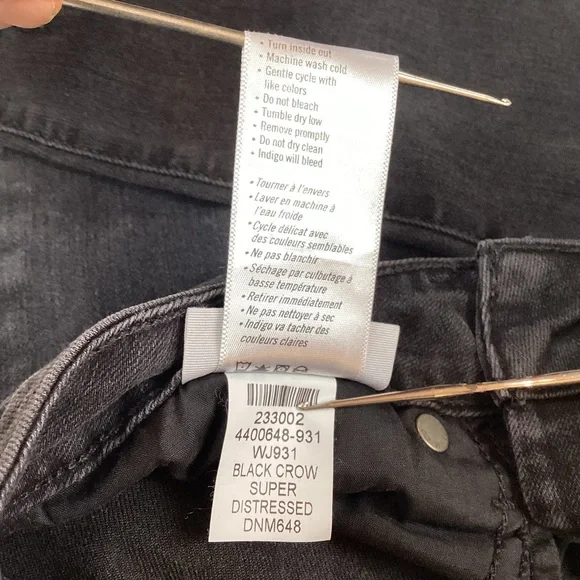 • Turn inside out
• Machine wash cold
• Gentle cycle with
like colors
• Do not bleach
• Tumble dry low
• Remove promptly
• Do not dry clean
• Indigo will bleed
• Tourner à l'envers
• Laver en machine à
l'eau froide
• Cycle délicat avec
des couleurs semblables
• Ne pas blanchir
• Séchage par culbutage à
basse température
• Retirer immédiatement
• Ne pas nettoyer à sec
• Indigo va tacher des
couleurs claires
233002
4400648-931
WJ931
BLACK CROW
SUPER
DISTRESSED
DNM648